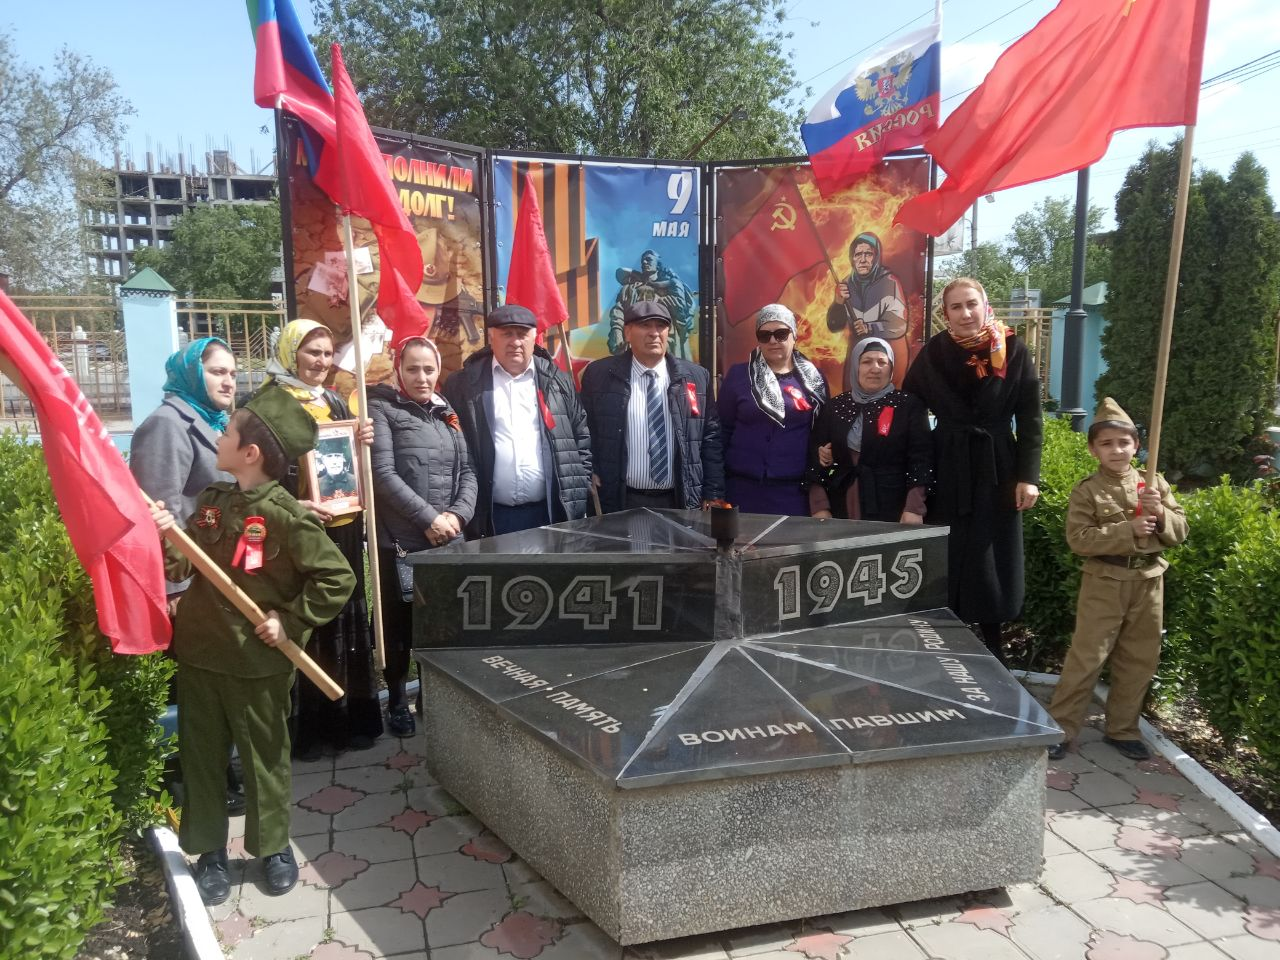 ПОЛНИЛИ
ДОЛГ!
9
МАЯ
РОССИЯ
1941
1945
ВЕЧНАЯ ПАМЯТЬ
ВОИНАМ ПАВШИМ
ЗА НАШУ РОДИНУ